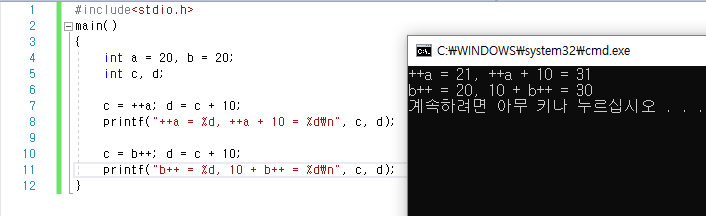 1 #include<stdio.h>
2 main()
3 {
4 int a = 20, b = 20;
5 int c, d;
6
7 c = ++a; d = c + 10;
8 printf("++a = %d, ++a + 10 = %d₩n", c, d);
9
10 c = b++; d = c + 10;
11 printf("b++ = %d, 10 + b++ = %d₩n", c, d);
12 }
C:₩WINDOWS₩system32₩cmd.exe
++a = 21, ++a + 10 = 31
b++ = 20, 10 + b++ = 30
계속하려면 아무 키나 누르십시오 . . .